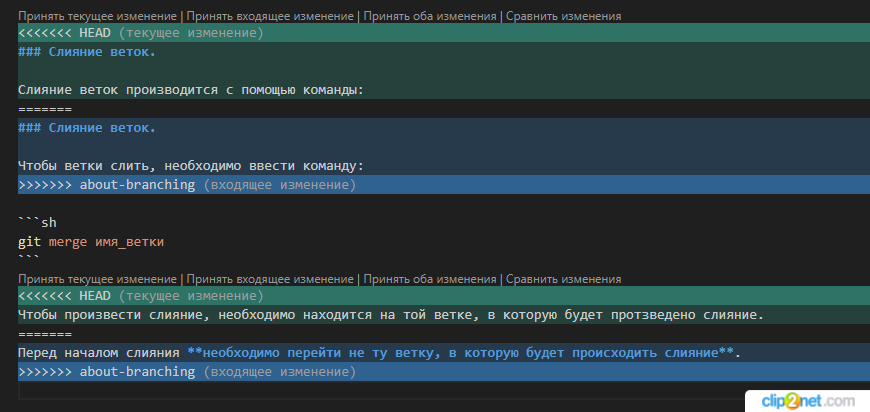 Принять текущее изменение | Принять входящее изменение | Принять оба изменения | Сравнить изменения
<<<<<<< HEAD (текущее изменение)
### Слияние веток.
Слияние веток производится с помощью команды:
=======
### Слияние веток.
Чтобы ветки слить, необходимо ввести команду:
>>>>>>> about-branching (входящее изменение)
```sh
git merge имя_ветки
```
Принять текущее изменение | Принять входящее изменение | Принять оба изменения | Сравнить изменения
<<<<<<< HEAD (текущее изменение)
Чтобы произвести слияние, необходимо находится на той ветке, в которую будет протзведено слияние.
=======
Перед началом слияния **необходимо перейти не ту ветку, в которую будет происходить слияние**.
>>>>>>> about-branching (входящее изменение)
clip2net.com